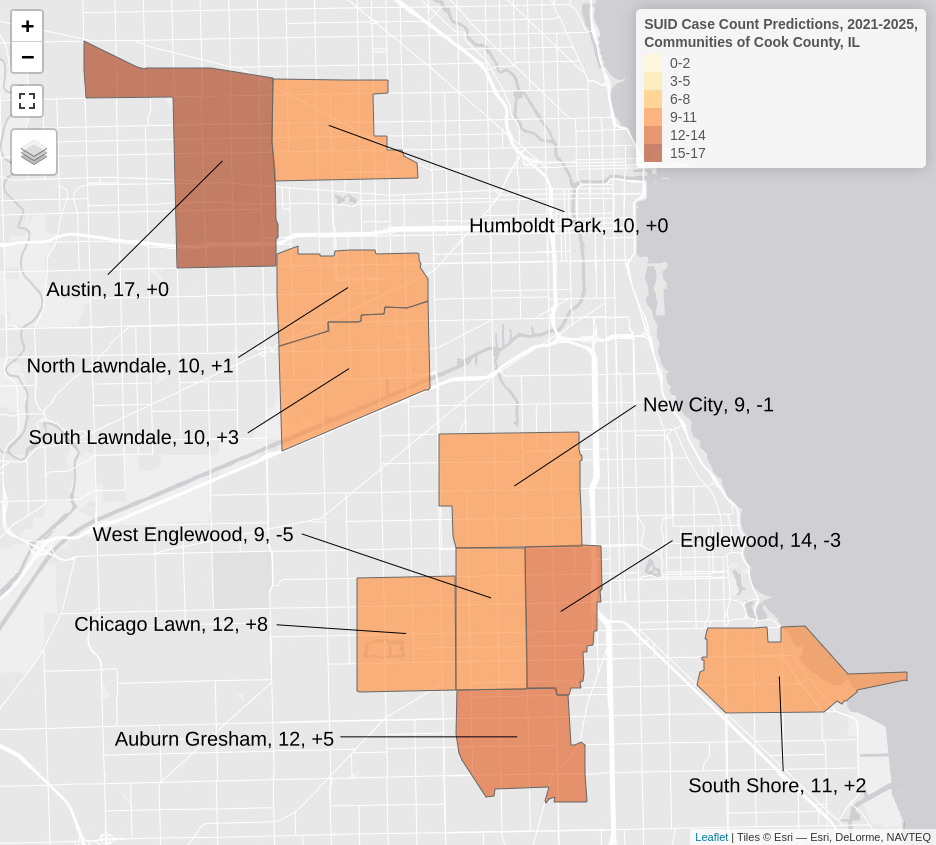 +
−
SUID Case Count Predictions, 2021-2025,
Communities of Cook County, IL
0-2
3-5
6-8
9-11
12-14
15-17
Humboldt Park, 10, +0
Austin, 17, +0
North Lawndale, 10, +1
South Lawndale, 10, +3
New City, 9, -1
West Englewood, 9, -5
Englewood, 14, -3
Chicago Lawn, 12, +8
Auburn Gresham, 12, +5
South Shore, 11, +2
Leaflet | Tiles © Esri — Esri, DeLorme, NAVTEQ